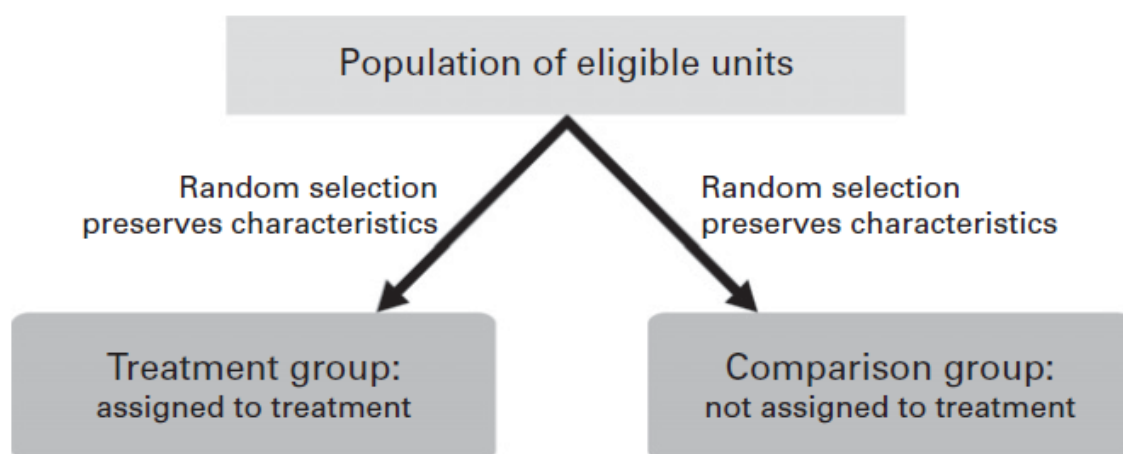 Population of eligible units
Random selection
preserves characteristics
Random selection
preserves characteristics
Treatment group:
assigned to treatment
Comparison group:
not assigned to treatment